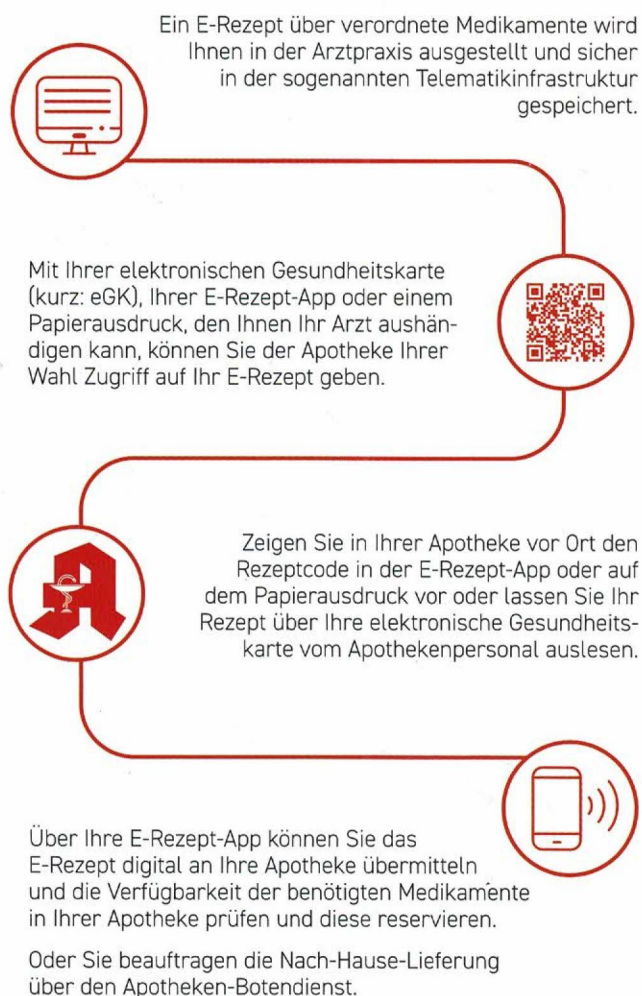 Ein E-Rezept über verordnete Medikamente wird
Ihnen in der Arztpraxis ausgestellt und sicher
in der sogenannten Telematikinfrastruktur
gespeichert.
Mit Ihrer elektronischen Gesundheitskarte
(kurz: eGK), Ihrer E-Rezept-App oder einem
Papierausdruck, den Ihnen Ihr Arzt aushän-
digen kann, können Sie der Apotheke Ihrer
Wahl Zugriff auf Ihr E-Rezept geben.
Zeigen Sie in Ihrer Apotheke vor Ort den
Rezeptcode in der E-Rezept-App oder auf
dem Papierausdruck vor oder lassen Sie Ihr
Rezept über Ihre elektronische Gesundheits-
karte vom Apothekenpersonal auslesen.
Über Ihre E-Rezept-App können Sie das
E-Rezept digital an Ihre Apotheke übermitteln
und die Verfügbarkeit der benötigten Medikamente
in Ihrer Apotheke prüfen und diese reservieren.
Oder Sie beauftragen die Nach-Hause-Lieferung
über den Apotheken-Botendienst.